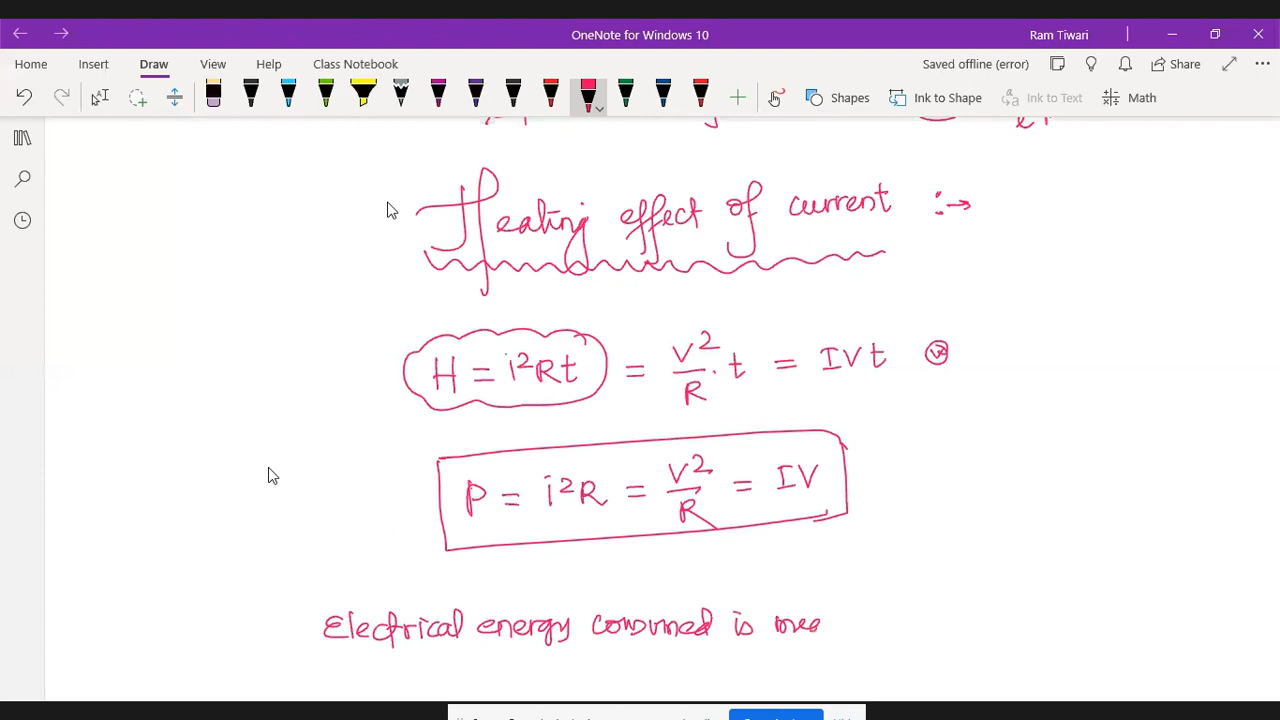 OneNote for Windows 10
Ram Tiwari
Home Insert Draw View Help Class Notebook
Saved offline (error)
Share
Shapes
Ink to Shape
Ink to Text
Math
Heating effect of current :→
H = i²Rt = V²/R . t = IVt
P = i²R = V²/R = IV
Electrical energy consumed is mea